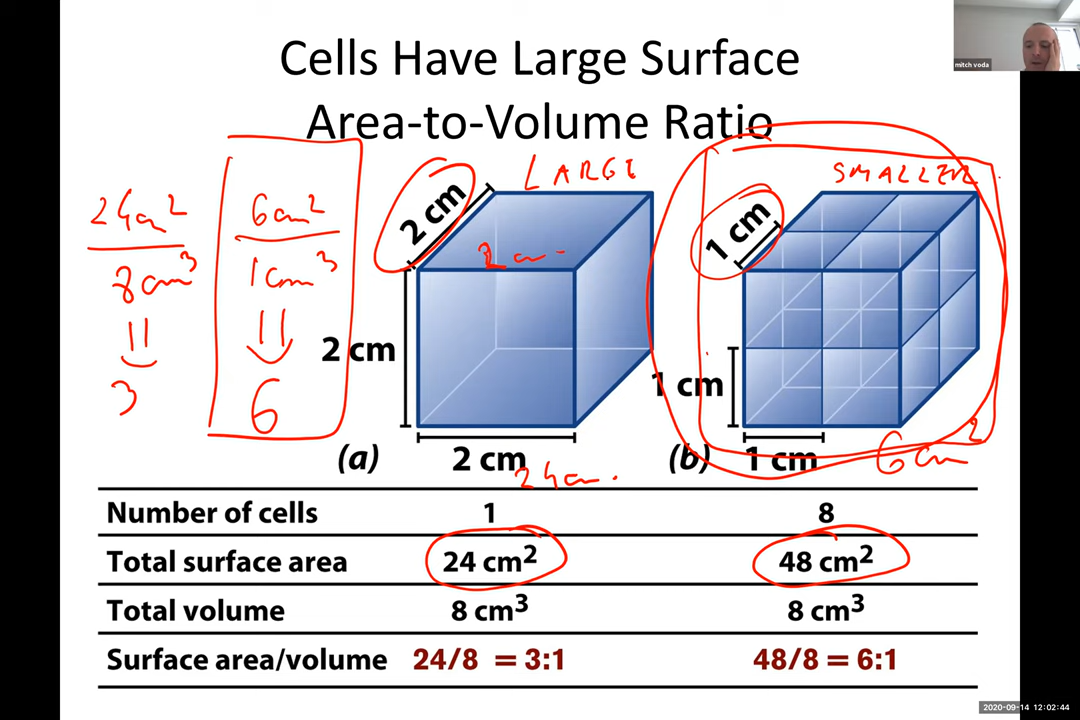 mitch voda
Cells Have Large Surface
Area-to-Volume Ratio
LARGE
SMALLER
24cm²
8cm³
3
6cm²
1cm³
6
2 cm
2 cm
2 cm
1 cm
1 cm
(a)
2 cm
24cm.
(b)
1 cm
6cm²
Number of cells 1 8
Total surface area 24 cm² 48 cm²
Total volume 8 cm³ 8 cm³
Surface area/volume 24/8 = 3:1 48/8 = 6:1
2020-09-14 12:02:44